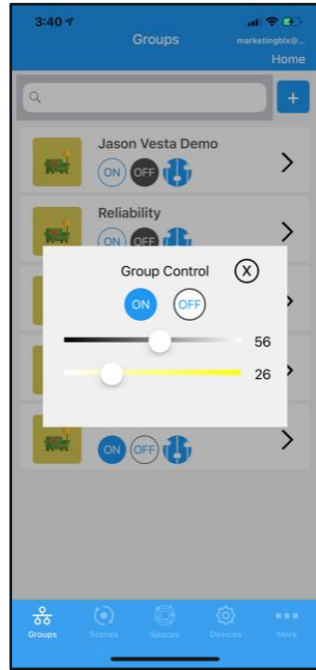 3:40
Groups
marketingblx@...
Home
+
Jason Vesta Demo
ON OFF
Reliability
ON OFF
Group Control X
ON OFF
56
26
ON OFF
Groups Scenes Spaces Devices More